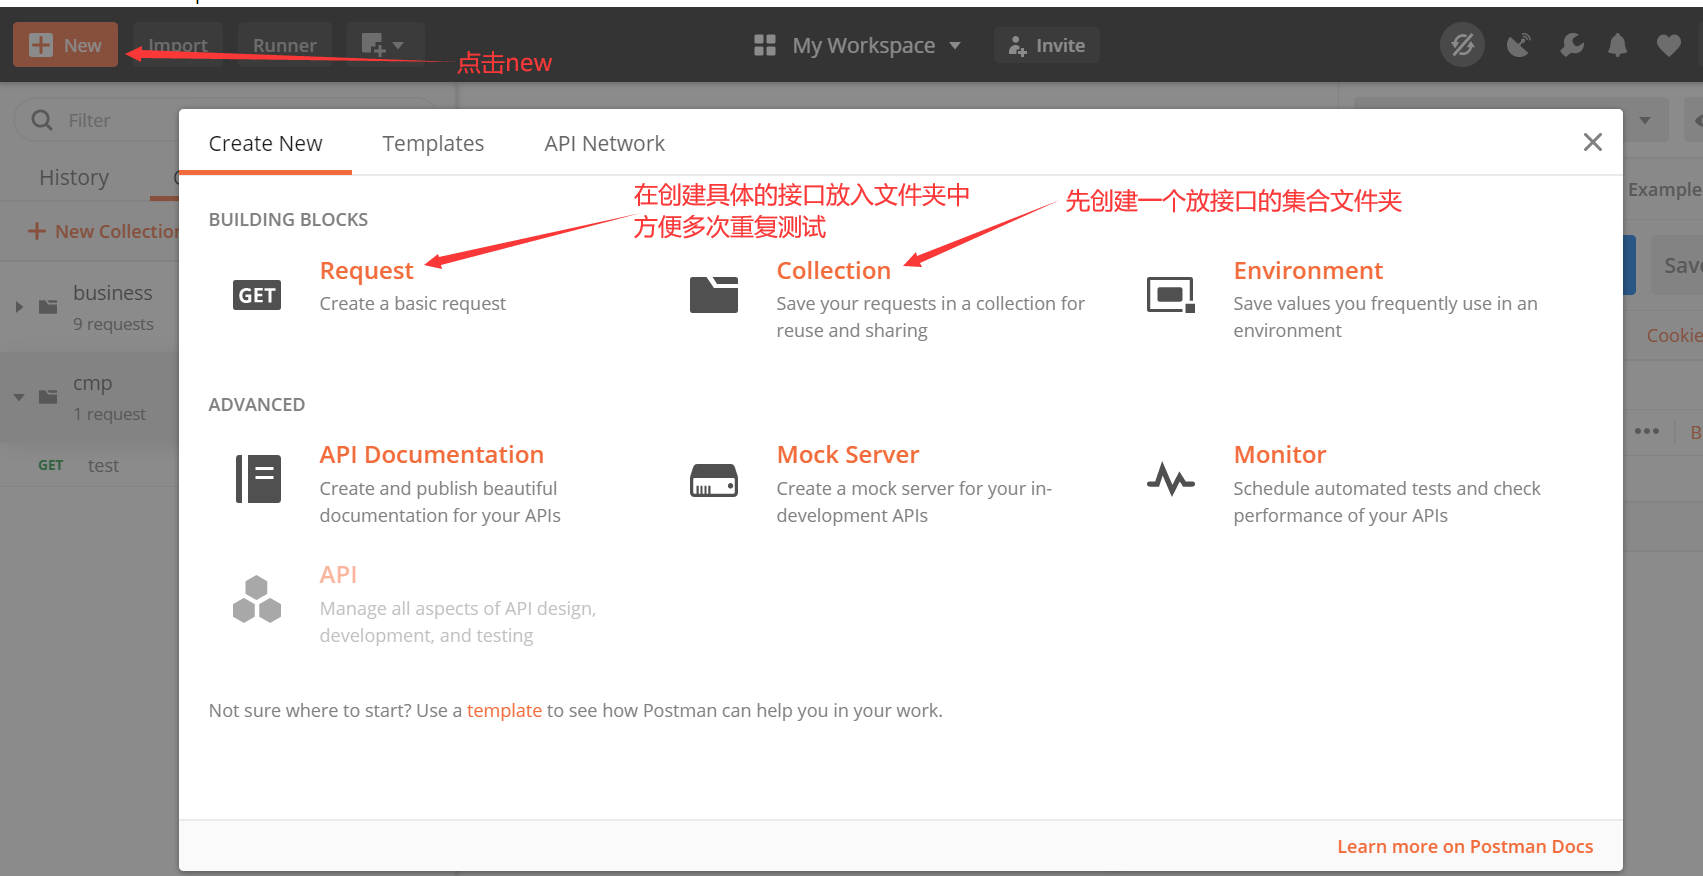 New
Import
Runner
My Workspace
Invite
点击new
Filter
Create New
Templates
API Network
History
Example
在创建具体的接口放入文件夹中
方便多次重复测试
先创建一个放接口的集合文件夹
BUILDING BLOCKS
New Collection
Request
Create a basic request
GET
Collection
Save your requests in a collection for
reuse and sharing
Environment
Save values you frequently use in an
environment
Save
business
9 requests
Cookie
cmp
1 request
GET test
ADVANCED
API Documentation
Create and publish beautiful
documentation for your APIs
Mock Server
Create a mock server for your in-
development APIs
Monitor
Schedule automated tests and check
performance of your APIs
B
API
Manage all aspects of API design,
development, and testing
Not sure where to start? Use a template to see how Postman can help you in your work.
Learn more on Postman Docs